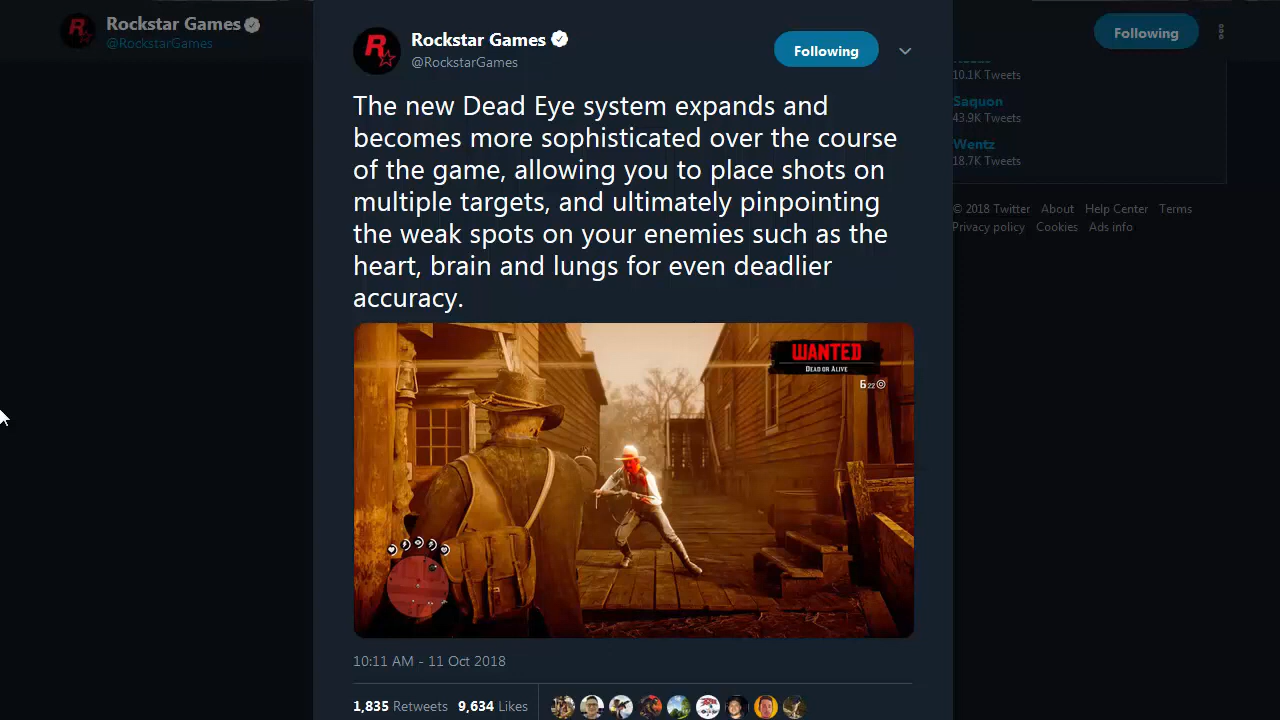 Rockstar Games
@RockstarGames
Following
Rockstar Games
@RockstarGames
Following
The new Dead Eye system expands and
becomes more sophisticated over the course
of the game, allowing you to place shots on
multiple targets, and ultimately pinpointing
the weak spots on your enemies such as the
heart, brain and lungs for even deadlier
accuracy.
WANTED
DEAD OR ALIVE
6 22
10:11 AM - 11 Oct 2018
1,835 Retweets 9,634 Likes
10.1K Tweets
Saquon
43.9K Tweets
Wentz
18.7K Tweets
© 2018 Twitter About Help Center Terms
Privacy policy Cookies Ads info